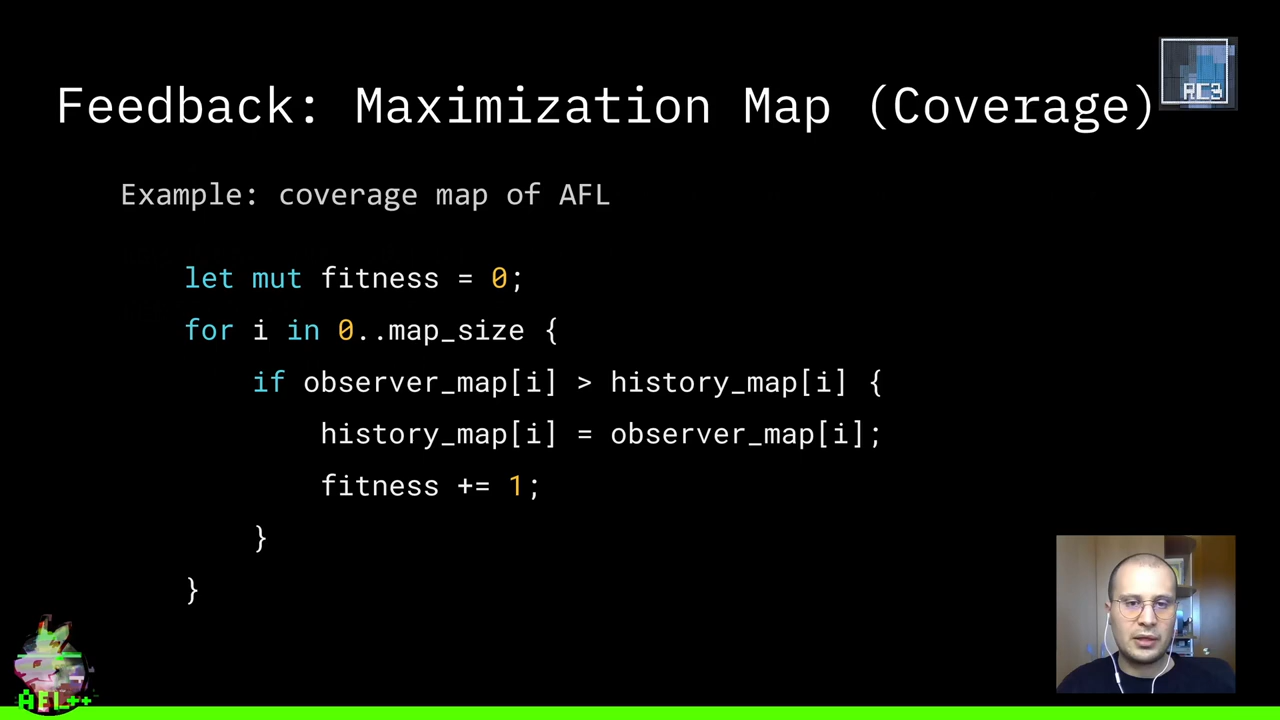 Feedback: Maximization Map (Coverage)
RC3
Example: coverage map of AFL
let mut fitness = 0;
for i in 0..map_size {
if observer_map[i] > history_map[i] {
history_map[i] = observer_map[i];
fitness += 1;
}
}
AFL++